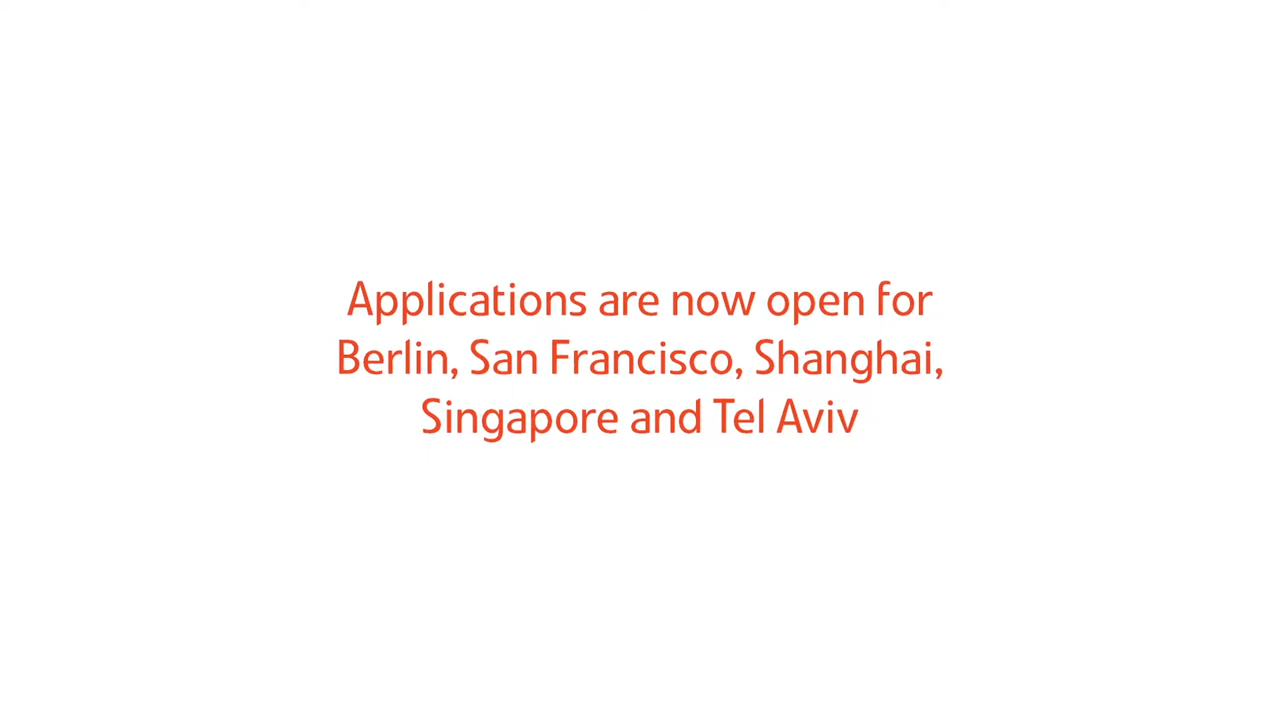 Applications are now open for
Berlin, San Francisco, Shanghai,
Singapore and Tel Aviv